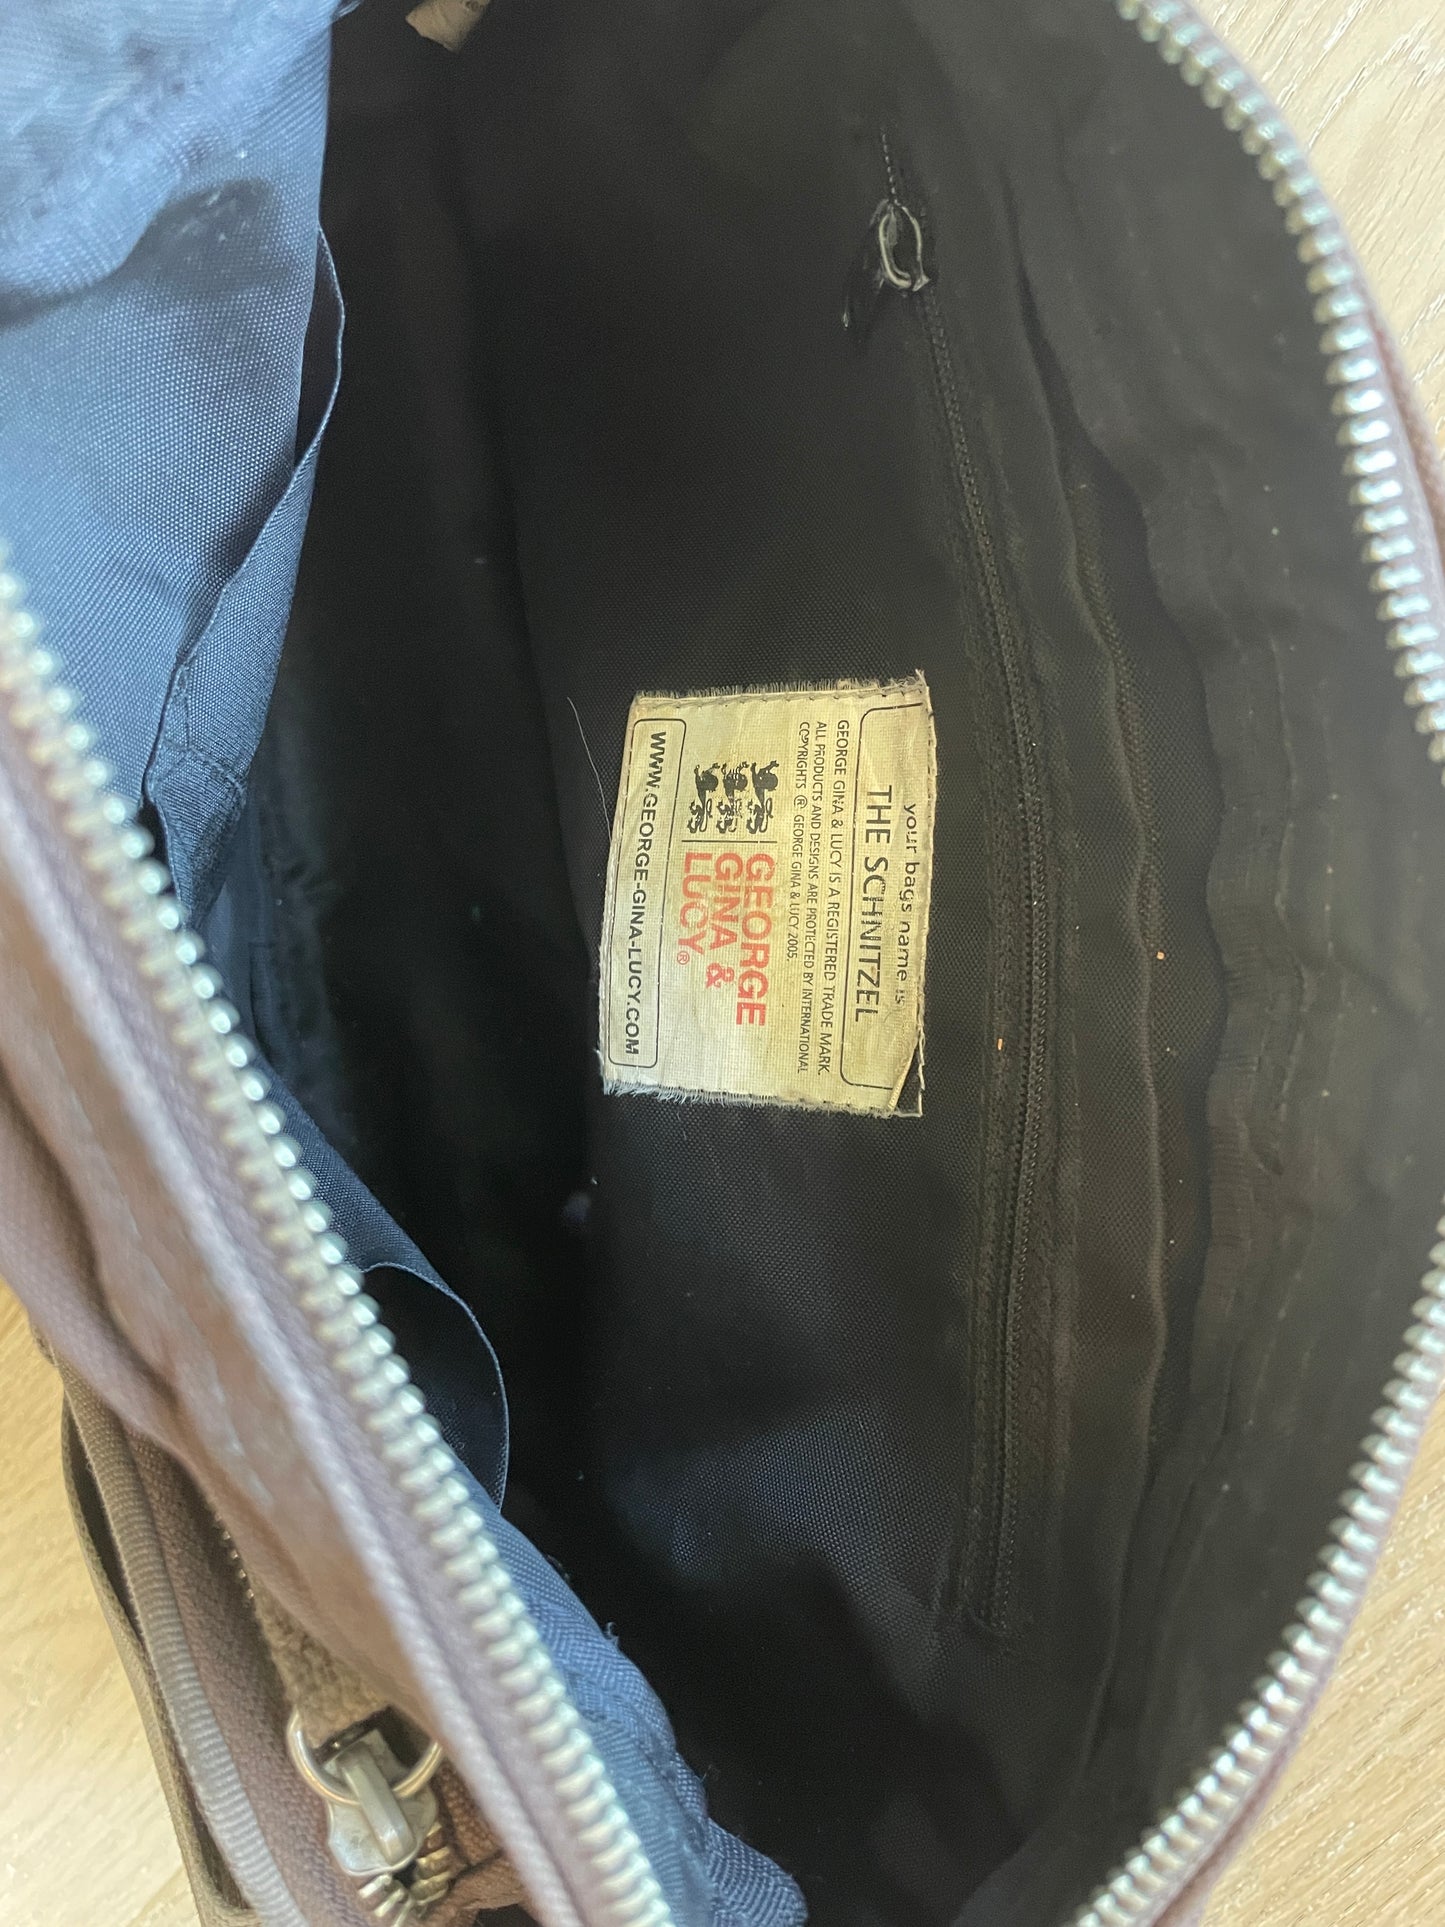 your bags name is
THE SCHNITZEL
GEORGE GINA & LUCY IS A REGISTERED TRADE MARK.
ALL PRODUCTS AND DESIGNS ARE PROTECTED BY INTERNATIONAL
COPYRIGHTS ® GEORGE GINA & LUCY 2005.
GEORGE
GINA &
LUCY®
WWW.GEORGE-GINA-LUCY.COM